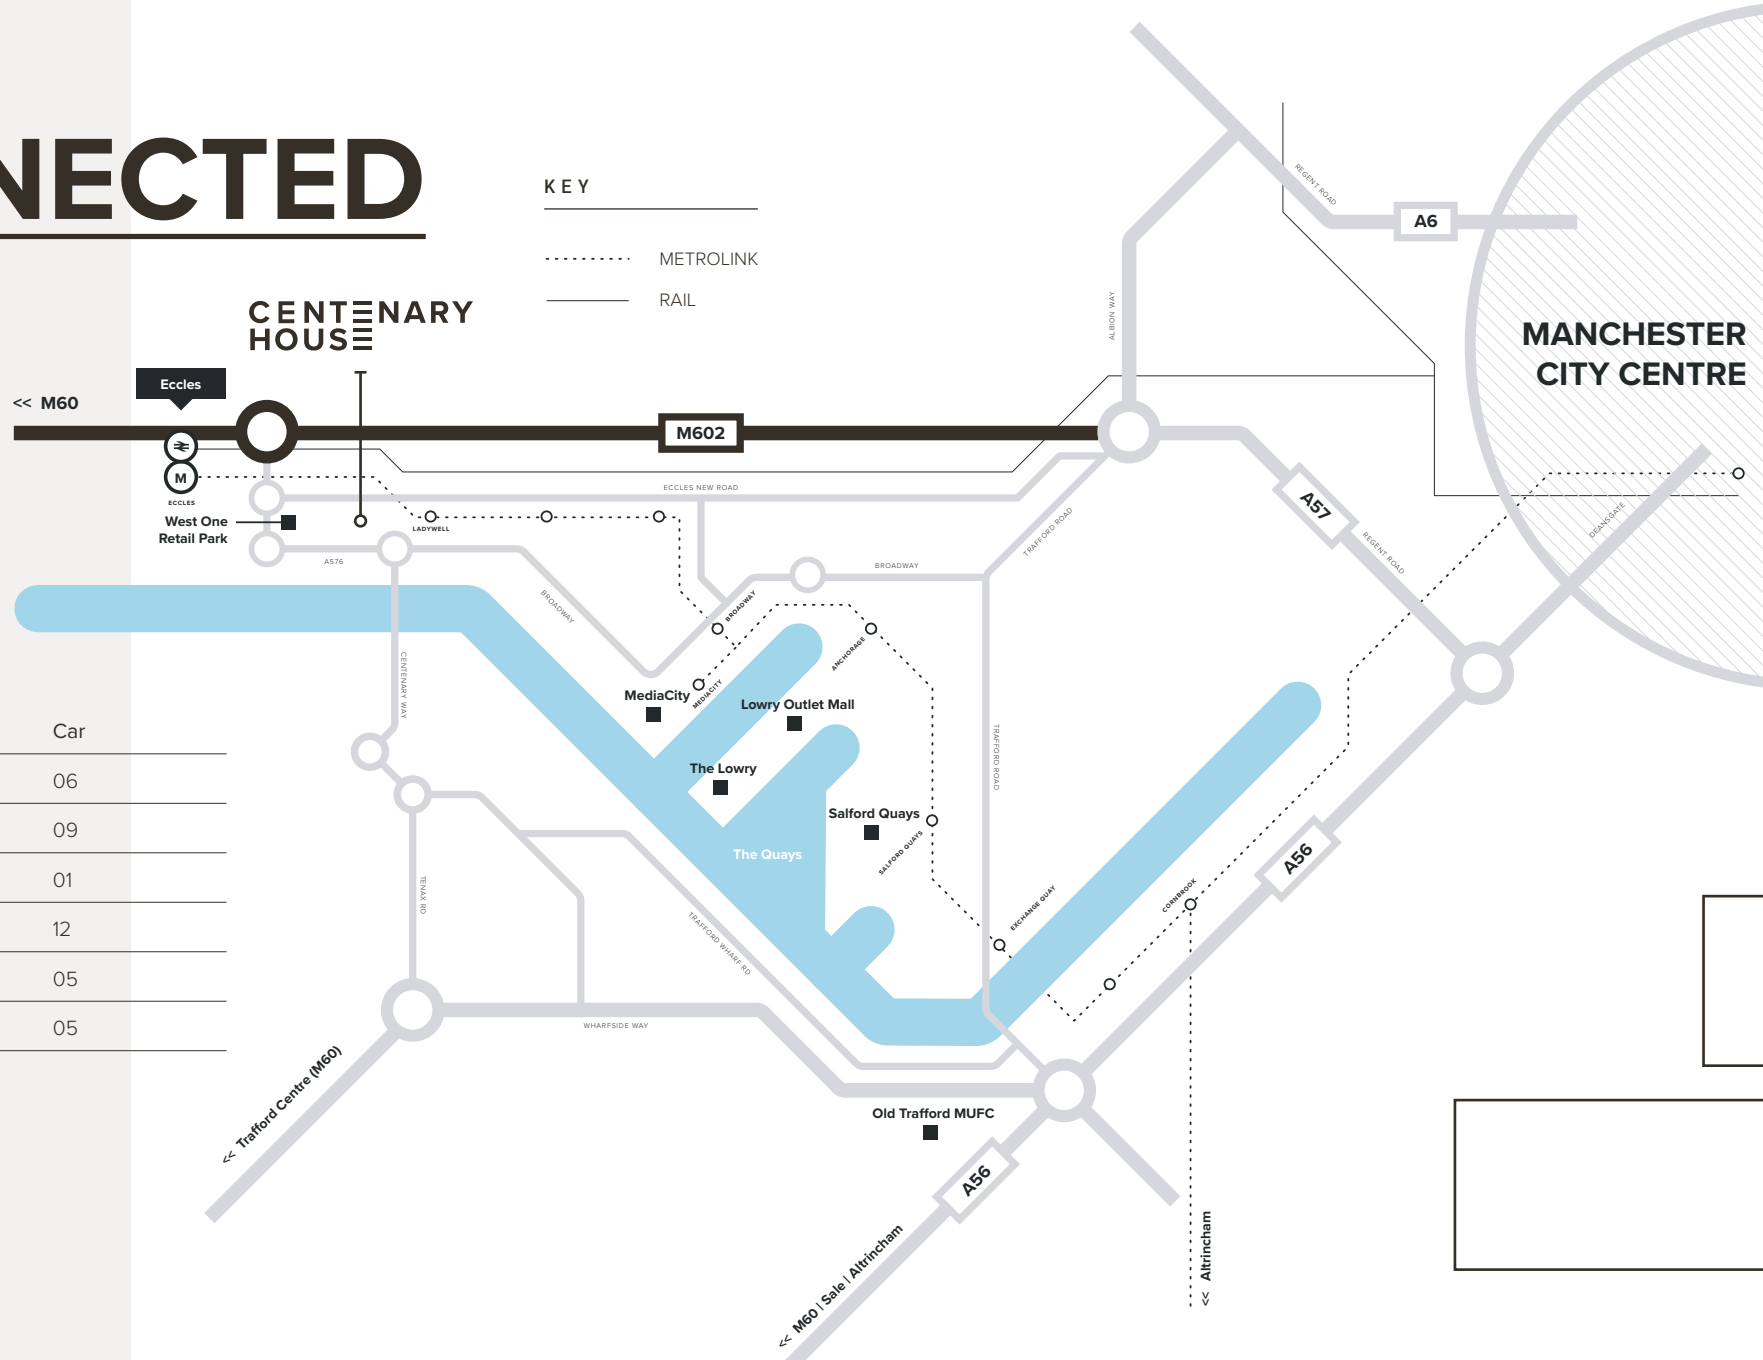 NECTED
KEY
METROLINK
RAIL
CENTENARY
HOUSE
Eccles
<< M60
M602
M
ECCLES
West One
Retail Park
LADYWELL
ECCLES NEW ROAD
A576
BROADWAY
BROADWAY
BROADWAY
TRAFFORD ROAD
ALBION WAY
REGENT ROAD
A6
MANCHESTER
CITY CENTRE
A57
REGENT ROAD
DEANSGATE
CENTENARY WAY
MediaCity
MEDIACITY
ANCHORAGE
Lowry Outlet Mall
The Lowry
Salford Quays
SALFORD QUAYS
The Quays
TRAFFORD ROAD
EXCHANGE QUAY
CORNBROOK
A56
TENAX RD
TRAFFORD WHARF RD
WHARFSIDE WAY
<< Trafford Centre (M60)
Old Trafford MUFC
A56
<< M60 | Sale | Altrincham
<< Altrincham
Car
06
09
01
12
05
05